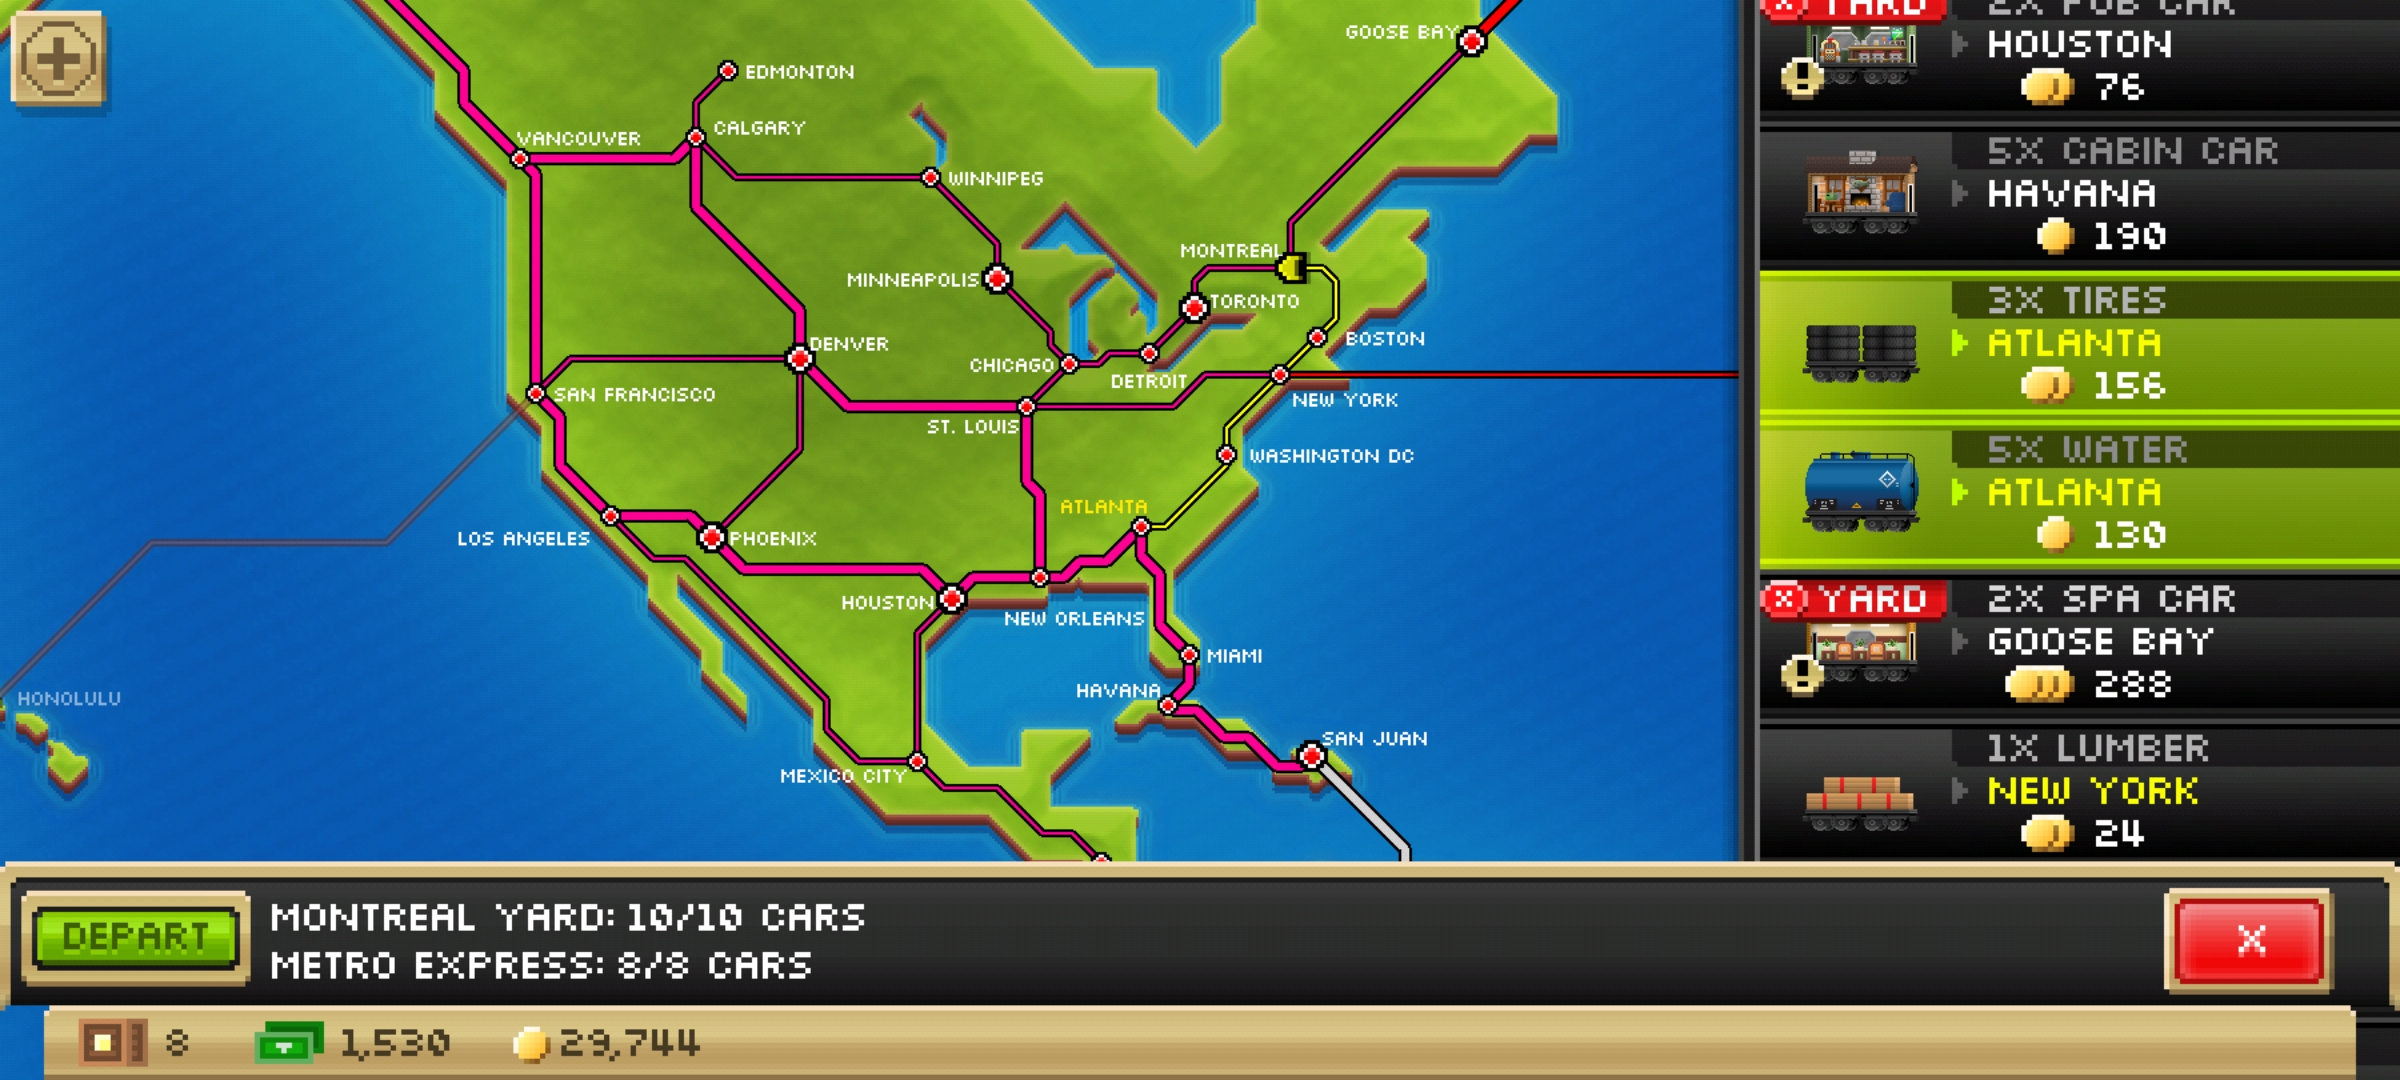 GOOSE BAY
EDMONTON
CALGARY
VANCOUVER
WINNIPEG
MONTREAL
MINNEAPOLIS
TORONTO
DENVER
BOSTON
CHICAGO
DETROIT
SAN FRANCISCO
NEW YORK
ST. LOUIS
WASHINGTON DC
ATLANTA
LOS ANGELES
PHOENIX
HOUSTON
NEW ORLEANS
MIAMI
HAVANA
HONOLULU
SAN JUAN
MEXICO CITY
X YARD
2X PUB CAR
HOUSTON
76
5X CABIN CAR
HAVANA
190
3X TIRES
ATLANTA
156
5X WATER
ATLANTA
130
X YARD
2X SPA CAR
GOOSE BAY
288
1X LUMBER
NEW YORK
24
DEPART
MONTREAL YARD: 10/10 CARS
METRO EXPRESS: 8/8 CARS
X
8
1,530
29,744